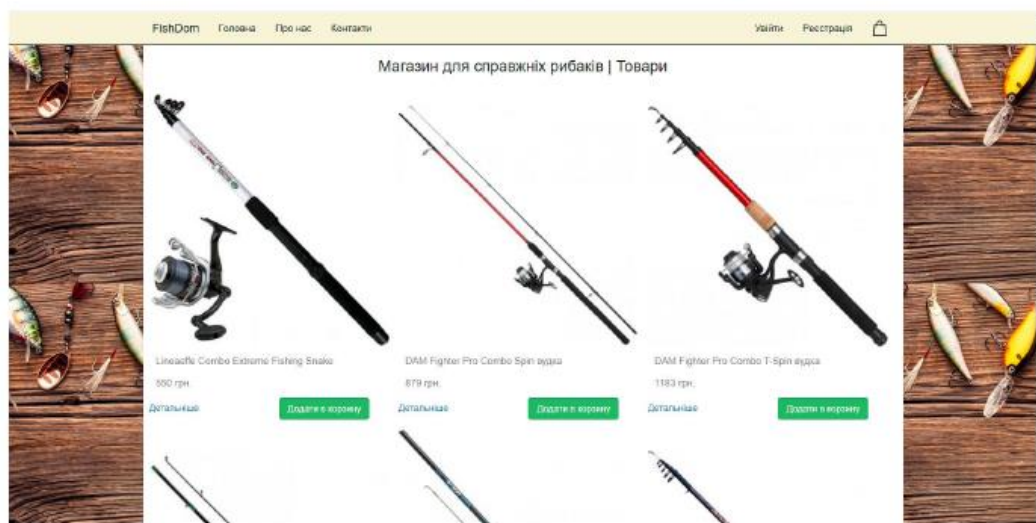 FishDom Головна Про нас Контакти Увійти Реєстрація
Магазин для справжніх рибаків | Товари
Lineaeffe Combo Extreme Fishing Snake
DAM Fighter Pro Combo Spin вудка
DAM Fighter Pro Combo T-Spin вудка
550 грн.
879 грн.
1183 грн.
Детальніше Додати в корзину
Детальніше Додати в корзину
Детальніше Додати в корзину